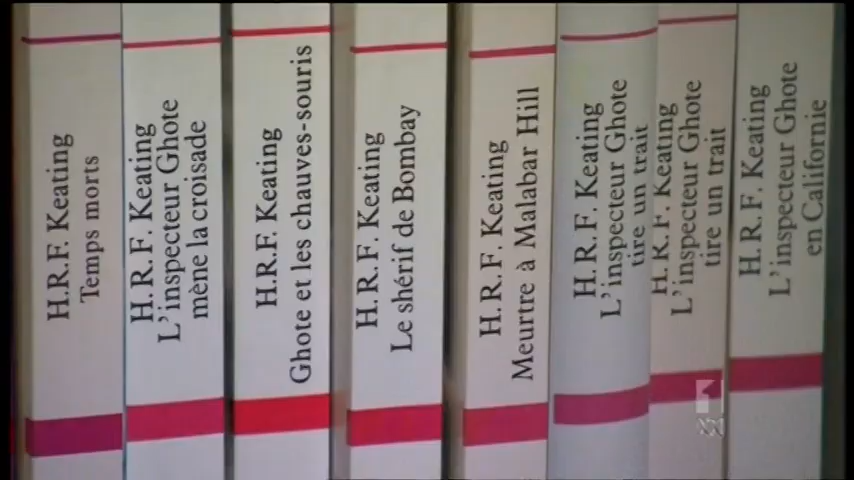 H.R.F. Keating
Temps morts
H.R.F. Keating
L'inspecteur Ghote
mène la croisade
H.R.F. Keating
Ghote et les chauves-souris
H.R.F. Keating
Le shérif de Bombay
H.R.F. Keating
Meurtre à Malabar Hill
H.R.F. Keating
L'inspecteur Ghote
tire un trait
H.R.F. Keating
L'inspecteur Ghote
tire un trait
H.R.F. Keating
L'inspecteur Ghote
en Californie
1
abc